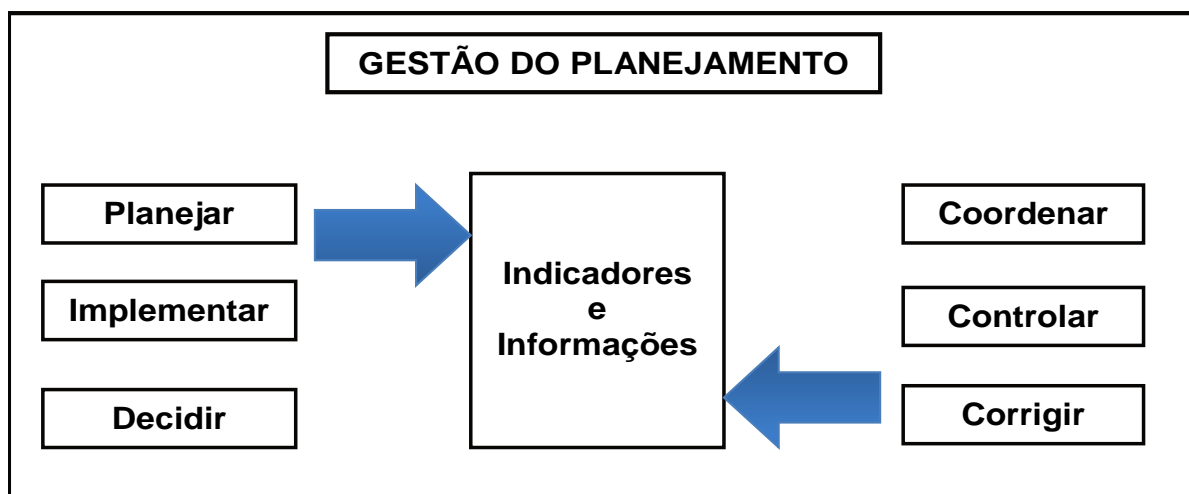 GESTÃO DO PLANEJAMENTO
Planejar
Implementar
Decidir
Indicadores
e
Informações
Coordenar
Controlar
Corrigir